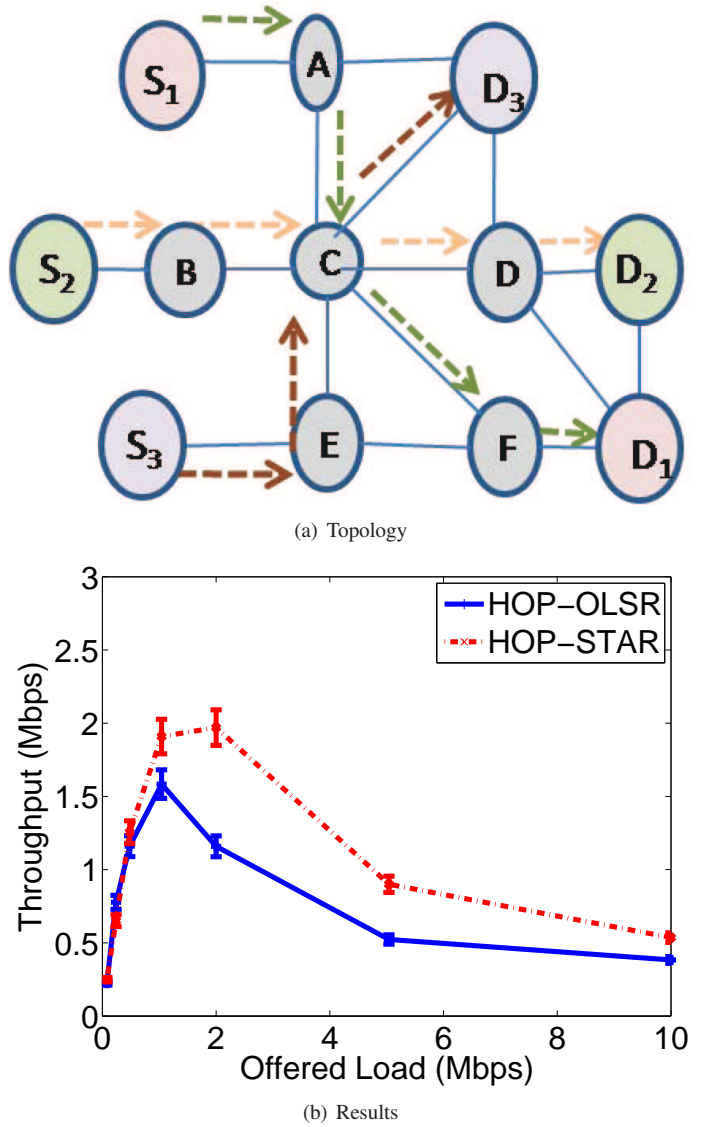 S1 A D3
S2 B C D D2
S3 E F D1
(a) Topology
3
2.5
2
1.5
1
0.5
0
0 2 4 6 8 10
Throughput (Mbps)
Offered Load (Mbps)
HOP-OLSR
HOP-STAR
(b) Results